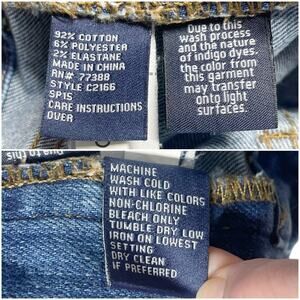 92% COTTON
6% POLYESTER
2% ELASTANE
MADE IN CHINA
RN# 77388
STYLE C2166
SP15
CARE INSTRUCTIONS
OVER
Due to this
wash process
and the nature
of indigo dyes,
the color from
this garment
may transfer
onto light
surfaces.
Due to this
MACHINE
WASH COLD
WITH LIKE COLORS
NON-CHLORINE
BLEACH ONLY
TUMBLE DRY LOW
IRON ON LOWEST
SETTING
DRY CLEAN
IF PREFERRED